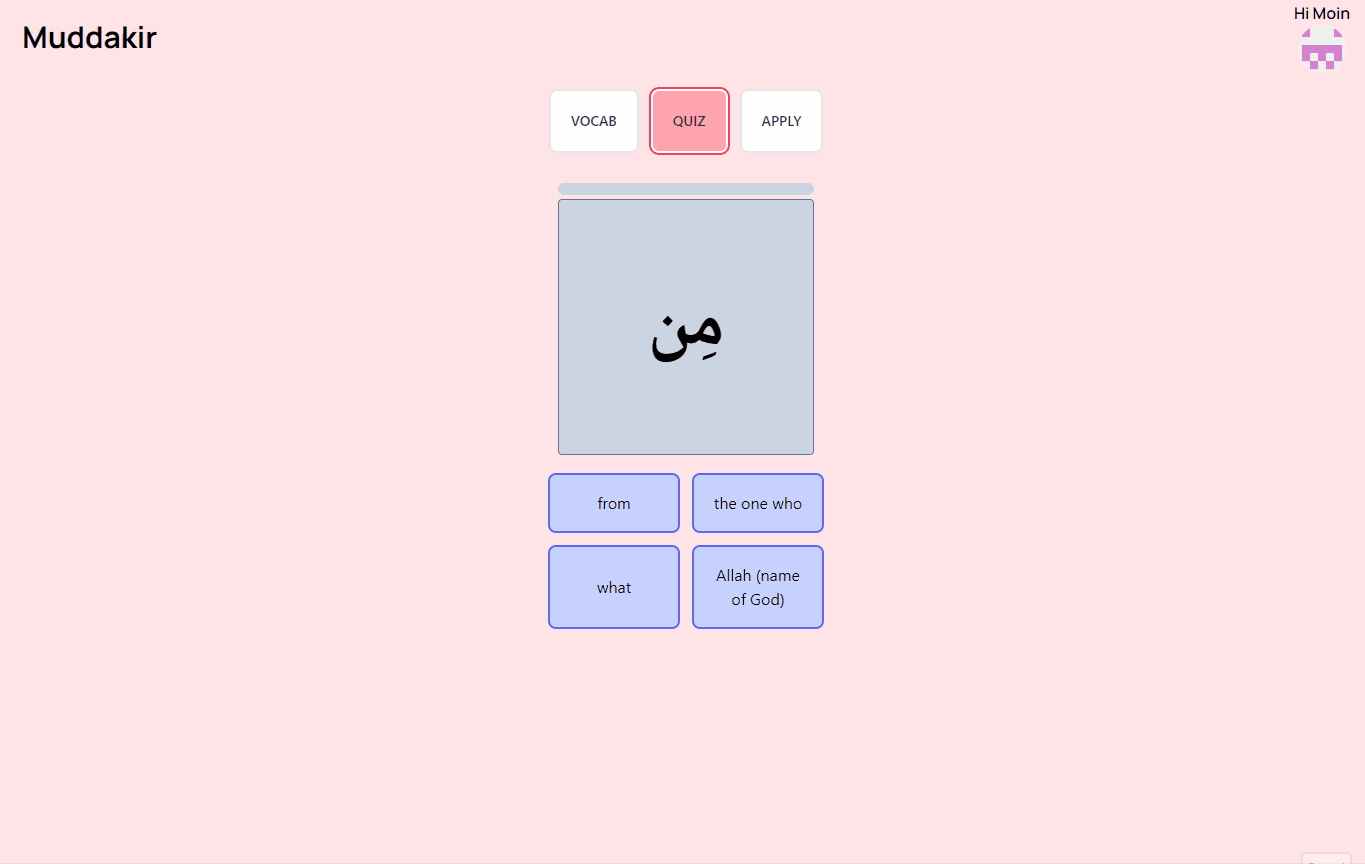 Hi Moin
Muddakir
VOCAB
QUIZ
APPLY
مِن
from
the one who
what
Allah (name
of God)